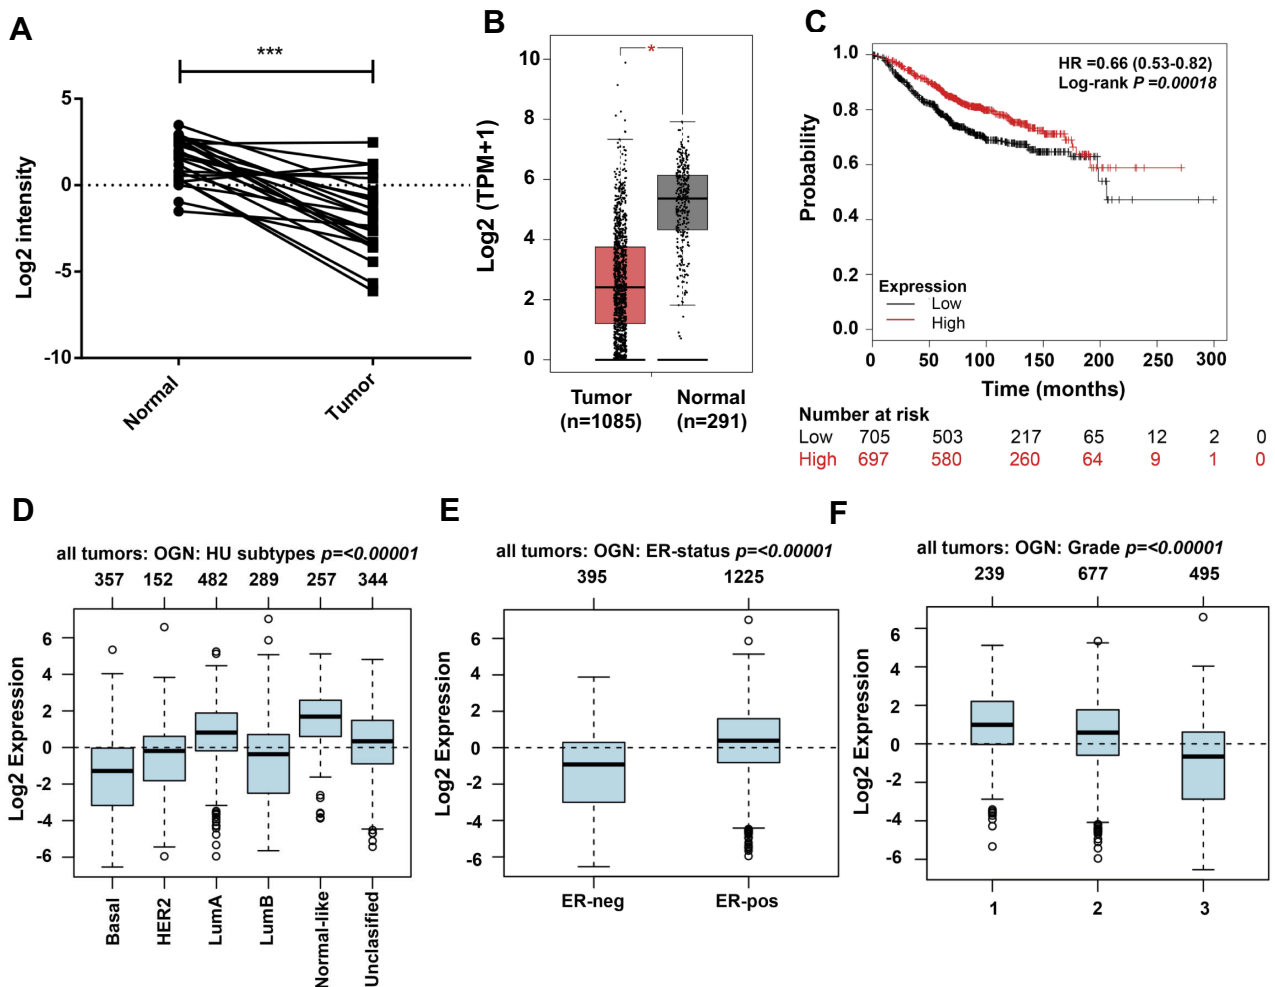 A
***
5
0
-5
-10
Log2 intensity
Normal
Tumor
B
*
10
8
6
4
2
0
Log2 (TPM+1)
Tumor
(n=1085)
Normal
(n=291)
C
HR =0.66 (0.53-0.82)
Log-rank P =0.00018
1.0
0.8
0.6
0.4
0.2
0.0
Probability
Expression
Low
High
0 50 100 150 200 250 300
Time (months)
Number at risk
Low 705 503 217 65 12 2 0
High 697 580 260 64 9 1 0
D
all tumors: OGN: HU subtypes p=<0.00001
357 152 482 289 257 344
6
4
2
0
-2
-4
-6
Log2 Expression
Basal
HER2
LumA
LumB
Normal-like
Unclasified
E
all tumors: OGN: ER-status p=<0.00001
395 1225
6
4
2
0
-2
-4
-6
Log2 Expression
ER-neg ER-pos
F
all tumors: OGN: Grade p=<0.00001
239 677 495
6
4
2
0
-2
-4
-6
Log2 Expression
1 2 3